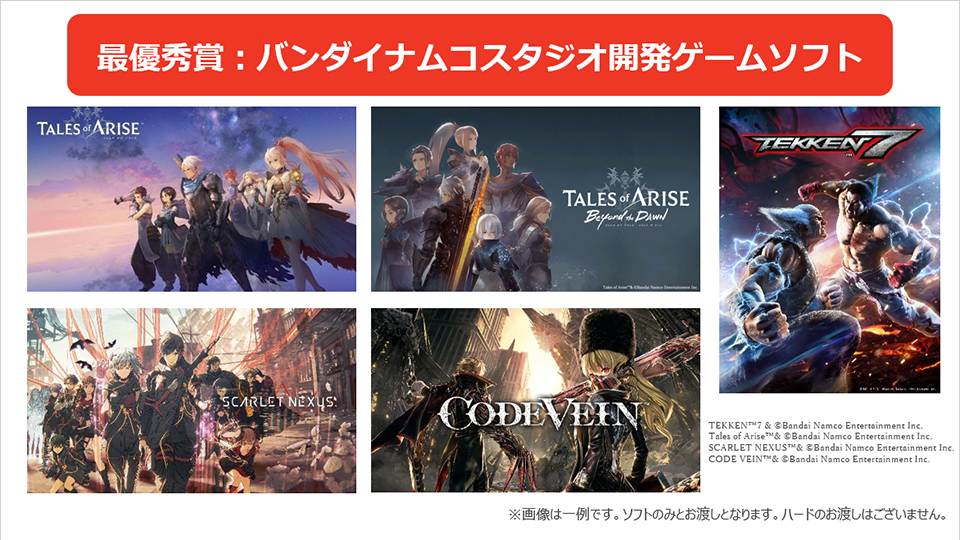 最優秀賞：バンダイナムコスタジオ開発ゲームソフト
TALES of ARISE™
TALES of ARISE
Beyond the DAWN
Tales of Arise™& ©Bandai Namco Entertainment Inc.
TEKKEN 7
SCARLET NEXUS
CODE VEIN
TEKKEN™7 & ©Bandai Namco Entertainment Inc.
Tales of Arise™& ©Bandai Namco Entertainment Inc.
SCARLET NEXUS™& ©Bandai Namco Entertainment Inc.
CODE VEIN™& ©Bandai Namco Entertainment Inc.
※画像は一例です。ソフトのみとお渡しとなります。ハードのお渡しはございません。